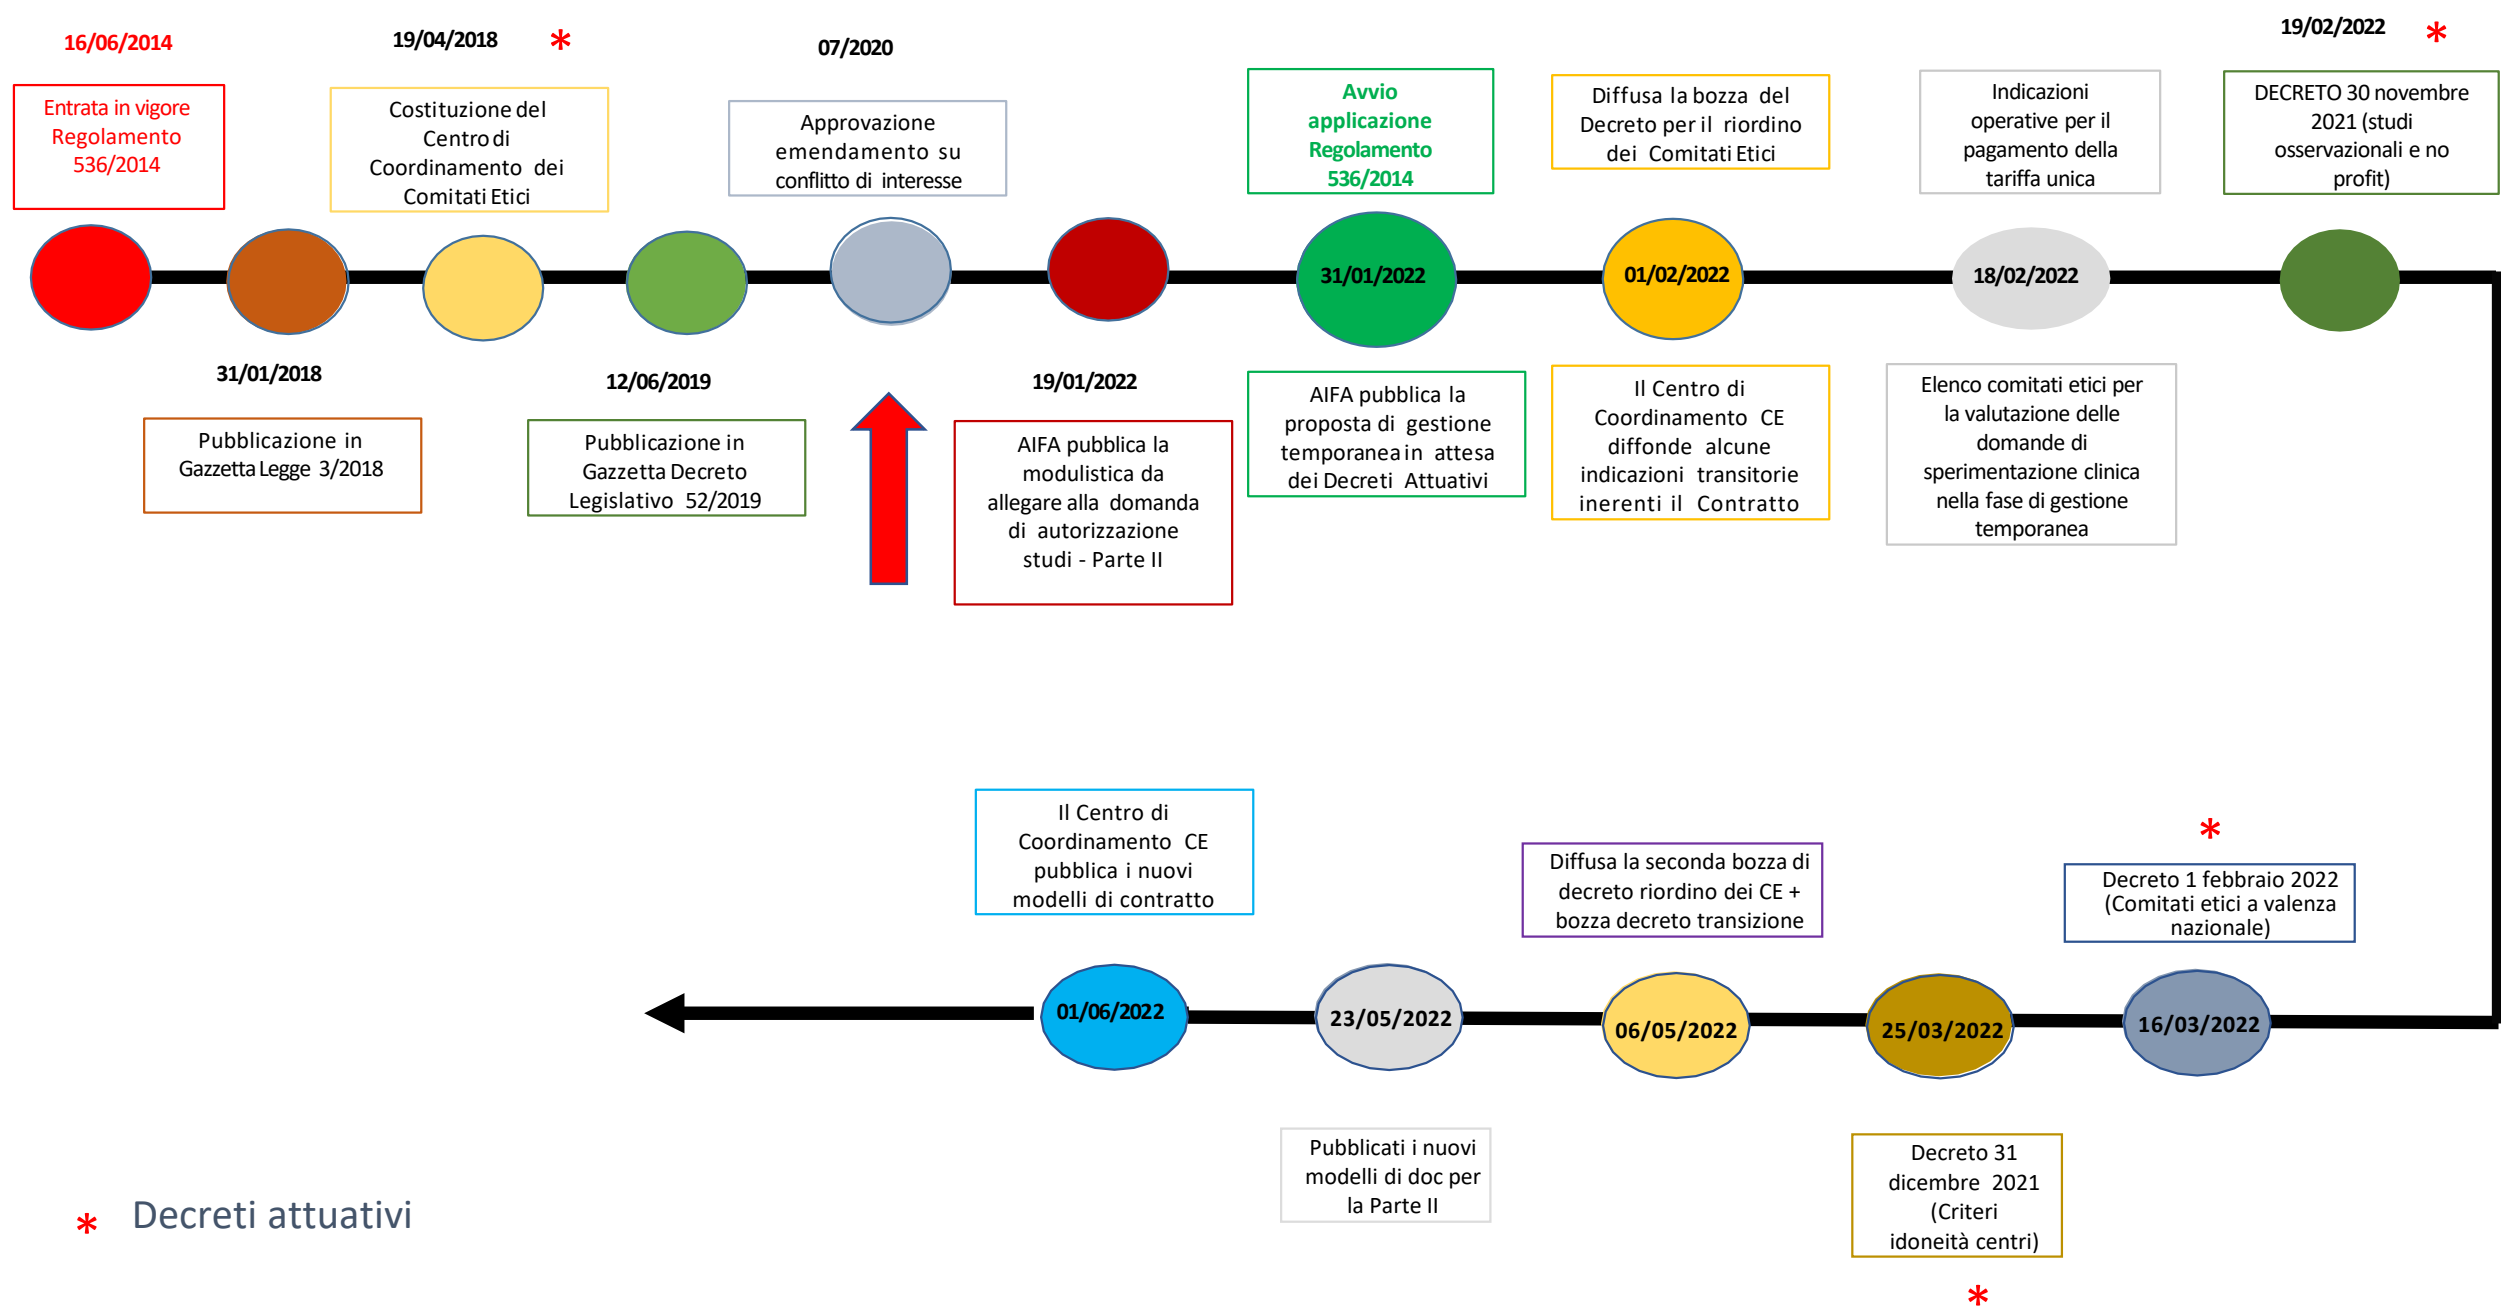 16/06/2014
Entrata in vigore
Regolamento
536/2014
31/01/2018
Pubblicazione in
Gazzetta Legge 3/2018
19/04/2018 *
Costituzione del
Centro di
Coordinamento dei
Comitati Etici
12/06/2019
Pubblicazione in
Gazzetta Decreto
Legislativo 52/2019
07/2020
Approvazione
emendamento su
conflitto di interesse
19/01/2022
AIFA pubblica la
modulistica da
allegare alla domanda
di autorizzazione
studi - Parte II
Avvio
applicazione
Regolamento
536/2014
31/01/2022
AIFA pubblica la
proposta di gestione
temporanea in attesa
dei Decreti Attuativi
Diffusa la bozza del
Decreto per il riordino
dei Comitati Etici
01/02/2022
Il Centro di
Coordinamento CE
diffonde alcune
indicazioni transitorie
inerenti il Contratto
Indicazioni
operative per il
pagamento della
tariffa unica
18/02/2022
Elenco comitati etici per
la valutazione delle
domande di
sperimentazione clinica
nella fase di gestione
temporanea
19/02/2022 *
DECRETO 30 novembre
2021 (studi
osservazionali e no
profit)
*
Decreto 1 febbraio 2022
(Comitati etici a valenza
nazionale)
16/03/2022
25/03/2022
Decreto 31
dicembre 2021
(Criteri
idoneità centri)
*
Diffusa la seconda bozza di
decreto riordino dei CE +
bozza decreto transizione
06/05/2022
23/05/2022
Pubblicati i nuovi
modelli di doc per
la Parte II
Il Centro di
Coordinamento CE
pubblica i nuovi
modelli di contratto
01/06/2022
* Decreti attuativi